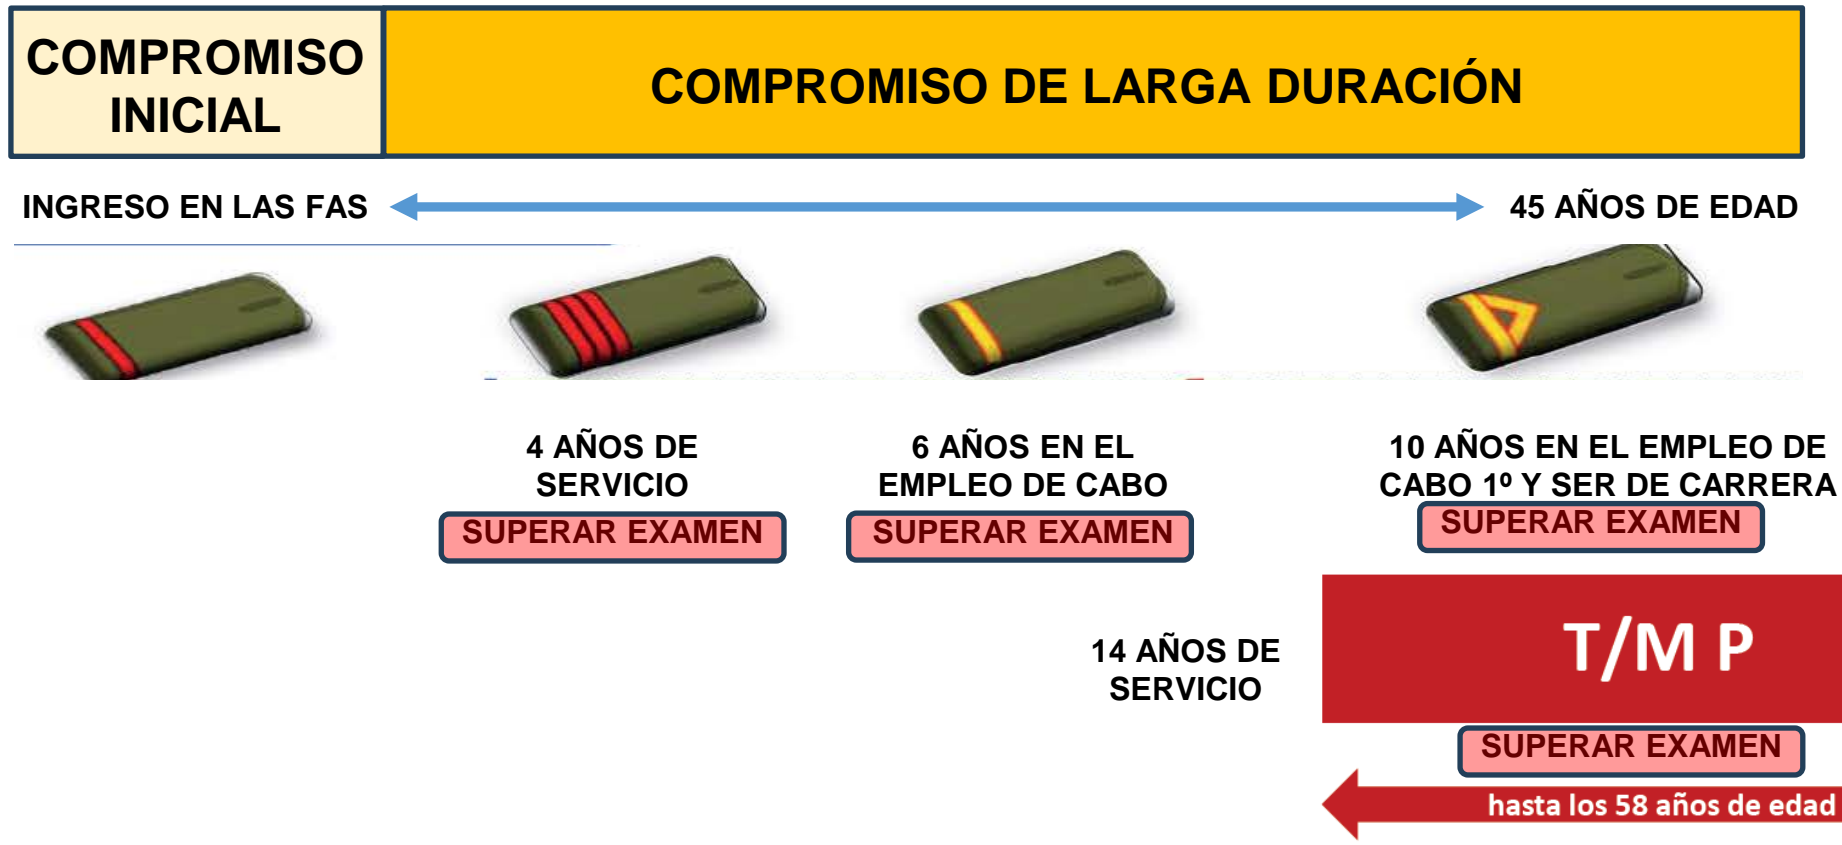 COMPROMISO
INICIAL
COMPROMISO DE LARGA DURACIÓN
INGRESO EN LAS FAS
45 AÑOS DE EDAD
4 AÑOS DE
SERVICIO
SUPERAR EXAMEN
6 AÑOS EN EL
EMPLEO DE CABO
SUPERAR EXAMEN
10 AÑOS EN EL EMPLEO DE
CABO 1º Y SER DE CARRERA
SUPERAR EXAMEN
14 AÑOS DE
SERVICIO
T/M P
SUPERAR EXAMEN
hasta los 58 años de edad